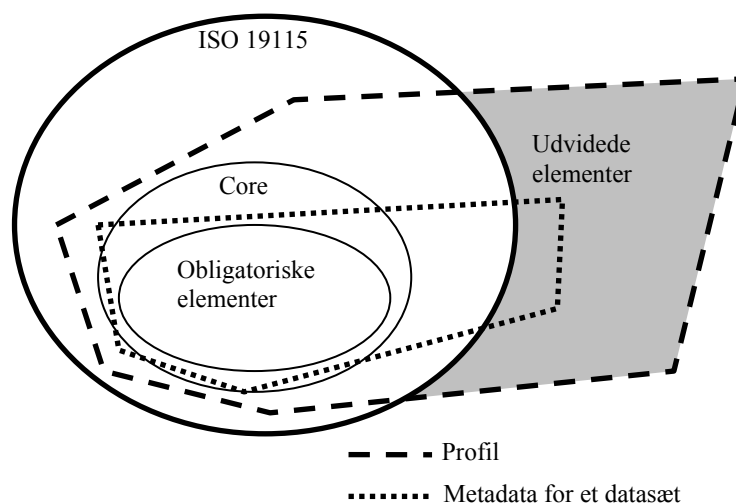 ISO 19115
Udvidede
elementer
Core
Obligatoriske
elementer
Profil
Metadata for et datasæt